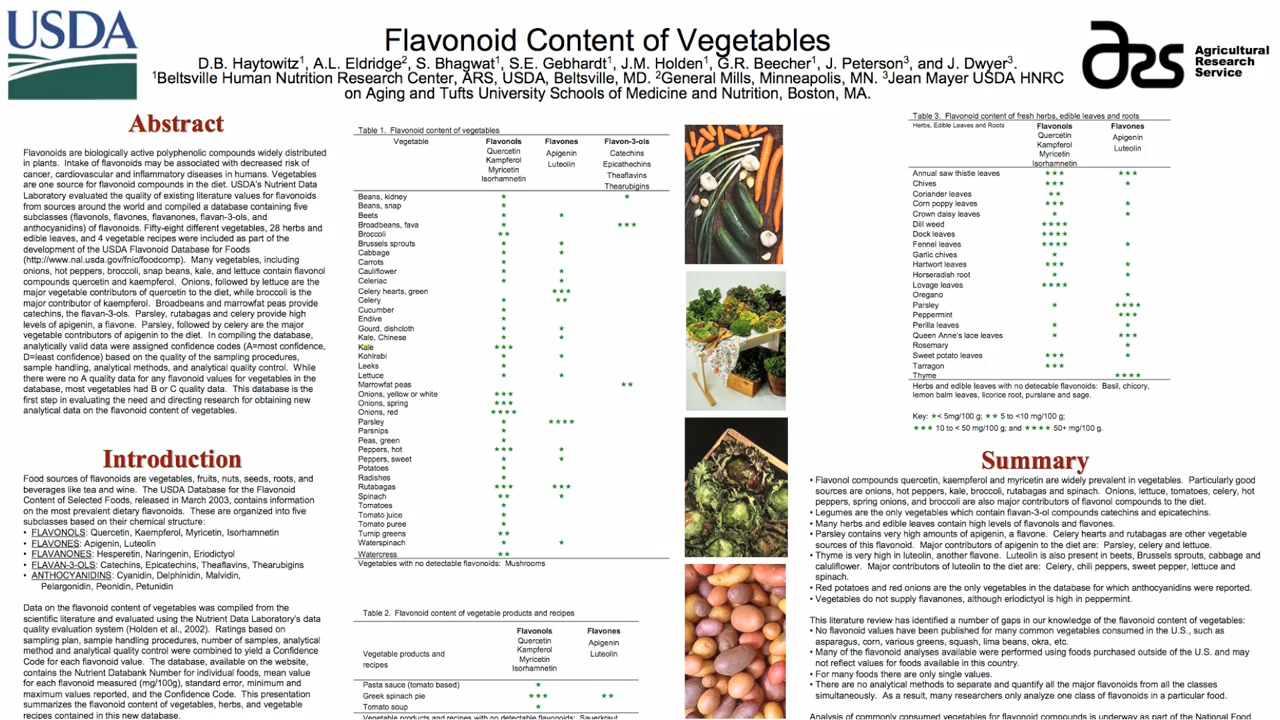 USDA
Flavonoid Content of Vegetables
D.B. Haytowitz1, A.L. Eldridge2, S. Bhagwat1, S.E. Gebhardt1, J.M. Holden1, G.R. Beecher1, J. Peterson3, and J. Dwyer3.
1Beltsville Human Nutrition Research Center, ARS, USDA, Beltsville, MD. 2General Mills, Minneapolis, MN. 3Jean Mayer USDA HNRC
on Aging and Tufts University Schools of Medicine and Nutrition, Boston, MA.
ars
Agricultural
Research
Service
Abstract
Flavonoids are biologically active polyphenolic compounds widely distributed
in plants. Intake of flavonoids may be associated with decreased risk of
cancer, cardiovascular and inflammatory diseases in humans. Vegetables
are one source for flavonoid compounds in the diet. USDA's Nutrient Data
Laboratory evaluated the quality of existing literature values for flavonoids
from sources around the world and compiled a database containing five
subclasses (flavonols, flavones, flavanones, flavan-3-ols, and
anthocyanidins) of flavonoids. Fifty-eight different vegetables, 28 herbs and
edible leaves, and 4 vegetable recipes were included as part of the
development of the USDA Flavonoid Database for Foods
(http://www.nal.usda.gov/fnic/foodcomp). Many vegetables, including
onions, hot peppers, broccoli, snap beans, kale, and lettuce contain flavonol
compounds quercetin and kaempferol. Onions, followed by lettuce are the
major vegetable contributors of quercetin to the diet, while broccoli is the
major contributor of kaempferol. Broadbeans and marrowfat peas provide
catechins, the flavan-3-ols. Parsley, rutabagas and celery provide high
levels of apigenin, a flavone. Parsley, followed by celery are the major
vegetable contributors of apigenin to the diet. In compiling the database,
analytically valid data were assigned confidence codes (A=most confidence,
D=least confidence) based on the quality of the sampling procedures,
sample handling, analytical methods, and analytical quality control. While
there were no A quality data for any flavonoid values for vegetables in the
database, most vegetables had B or C quality data. This database is the
first step in evaluating the need and directing research for obtaining new
analytical data on the flavonoid content of vegetables.
Introduction
Food sources of flavonoids are vegetables, fruits, nuts, seeds, roots, and
beverages like tea and wine. The USDA Database for the Flavonoid
Content of Selected Foods, released in March 2003, contains information
on the most prevalent dietary flavonoids. These are organized into five
subclasses based on their chemical structure:
• FLAVONOLS: Quercetin, Kaempferol, Myricetin, Isorhamnetin
• FLAVONES: Apigenin, Luteolin
• FLAVANONES: Hesperetin, Naringenin, Eriodictyol
• FLAVAN-3-OLS: Catechins, Epicatechins, Theaflavins, Thearubigins
• ANTHOCYANIDINS: Cyanidin, Delphinidin, Malvidin,
Pelargonidin, Peonidin, Petunidin
Data on the flavonoid content of vegetables was compiled from the
scientific literature and evaluated using the Nutrient Data Laboratory's data
quality evaluation system (Holden et al., 2002). Ratings based on
sampling plan, sample handling procedures, number of samples, analytical
method and analytical quality control were combined to yield a Confidence
Code for each flavonoid value. The database, available on the website,
contains the Nutrient Databank Number for individual foods, mean value
for each flavonoid measured (mg/100g), standard error, minimum and
maximum values reported, and the Confidence Code. This presentation
summarizes the flavonoid content of vegetables, herbs, and vegetable
recipes contained in this new database.
Table 1. Flavonoid content of vegetables
Vegetable Flavonols Flavones Flavon-3-ols
Quercetin Apigenin Catechins
Kampferol Luteolin Epicatechins
Myricetin Theaflavins
Isorhamnetin Thearubigins
Beans, kidney ★ ★
Beans, snap ★
Beets ★ ★
Broadbeans, fava ★ ★★★
Broccoli ★★
Brussels sprouts ★ ★
Cabbage ★ ★
Carrots ★
Cauliflower ★ ★
Celeriac ★ ★
Celery hearts, green ★★★
Celery ★ ★★
Cucumber ★
Endive ★
Gourd, dishcloth ★ ★
Kale, Chinese ★ ★
Kale ★★★
Kohlrabi ★ ★
Leeks ★
Lettuce ★ ★
Marrowfat peas ★★
Onions, yellow or white ★★★
Onions, spring ★★★
Onions, red ★★★★
Parsley ★ ★★★★
Parsnips ★
Peas, green ★
Peppers, hot ★★★ ★
Peppers, sweet ★ ★
Potatoes ★
Radishes ★
Rutabagas ★★★ ★★★
Spinach ★★ ★
Tomatoes ★
Tomato juice ★
Tomato puree ★
Turnip greens ★★
Waterspinach ★ ★
Watercress ★★
Vegetables with no detectable flavonoids: Mushrooms
Table 2. Flavonoid content of vegetable products and recipes
Flavonols Flavones
Quercetin Apigenin
Vegetable products and Kampferol Luteolin
recipes Myricetin
Isorhamnetin
Pasta sauce (tomato based) ★
Greek spinach pie ★★★ ★★
Tomato soup ★
Vegetable products and recipes with no detectable flavonoids: Sauerkraut
Table 3. Flavonoid content of fresh herbs, edible leaves and roots
Herbs, Edible Leaves and Roots Flavonols Flavones
Quercetin Apigenin
Kampferol Luteolin
Myricetin
Isorhamnetin
Annual saw thistle leaves ★★★ ★★★
Chives ★★★ ★
Coriander leaves ★★
Corn poppy leaves ★★★ ★
Crown daisy leaves ★ ★
Dill weed ★★★★
Dock leaves ★★★★
Fennel leaves ★★★★ ★
Garlic chives ★
Hartwort leaves ★★★ ★
Horseradish root ★ ★
Lovage leaves ★★★★
Oregano ★
Parsley ★ ★★★★
Peppermint ★★★
Perilla leaves ★ ★
Queen Anne's lace leaves ★ ★★★
Rosemary ★
Sweet potato leaves ★★★ ★
Tarragon ★★★
Thyme ★★★★
Herbs and edible leaves with no detecable flavonoids: Basil, chicory,
lemon balm leaves, licorice root, purslane and sage.
Key: ★< 5mg/100 g; ★★ 5 to <10 mg/100 g;
★★★ 10 to < 50 mg/100 g; and ★★★★ 50+ mg/100 g.
Summary
• Flavonol compounds quercetin, kaempferol and myricetin are widely prevalent in vegetables. Particularly good
sources are onions, hot peppers, kale, broccoli, rutabagas and spinach. Onions, lettuce, tomatoes, celery, hot
peppers, spring onions, and broccoli are also major contributors of flavonol compounds to the diet.
• Legumes are the only vegetables which contain flavan-3-ol compounds catechins and epicatechins.
• Many herbs and edible leaves contain high levels of flavonols and flavones.
• Parsley contains very high amounts of apigenin, a flavone. Celery hearts and rutabagas are other vegetable
sources of this flavonoid. Major contributors of apigenin to the diet are: Parsley, celery and lettuce.
• Thyme is very high in luteolin, another flavone. Luteolin is also present in beets, Brussels sprouts, cabbage and
caluliflower. Major contributors of luteolin to the diet are: Celery, chili peppers, sweet pepper, lettuce and
spinach.
• Red potatoes and red onions are the only vegetables in the database for which anthocyanidins were reported.
• Vegetables do not supply flavanones, although eriodictyol is high in peppermint.
This literature review has identified a number of gaps in our knowledge of the flavonoid content of vegetables:
• No flavonoid values have been published for many common vegetables consumed in the U.S., such as
asparagus, corn, various greens, squash, lima beans, okra, etc.
• Many of the flavonoid analyses available were performed using foods purchased outside of the U.S. and may
not reflect values for foods available in this country.
• For many foods there are only single values.
• There are no analytical methods to separate and quantify all the major flavonoids from all the classes
simultaneously. As a result, many researchers only analyze one class of flavonoids in a particular food.
Analysis of commonly consumed vegetables for flavonoid compounds is underway as part of the National Food